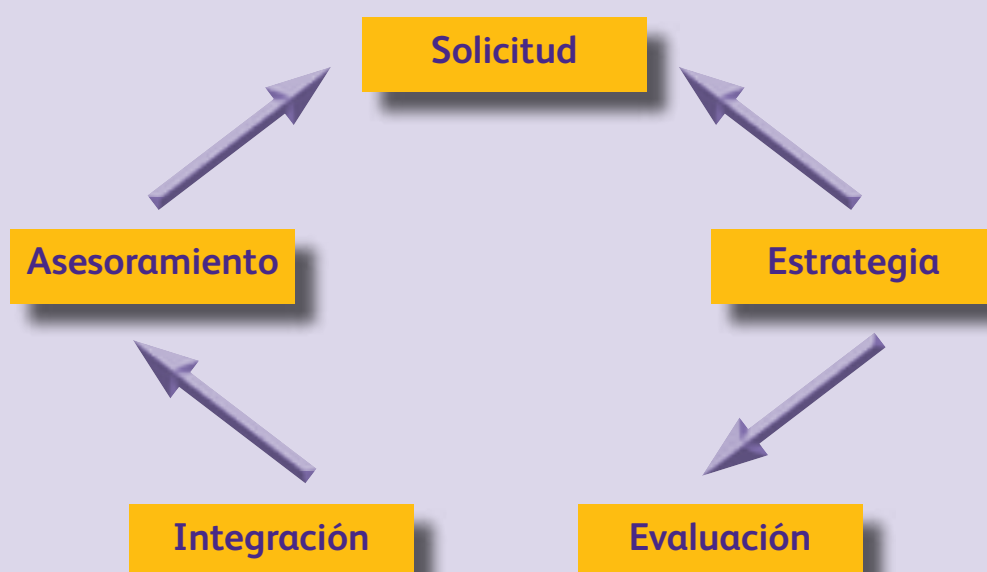 Solicitud
Asesoramiento
Estrategia
Integración
Evaluación